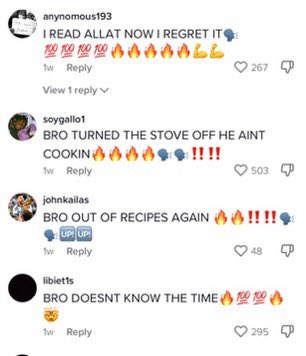 anynomous193
I READ ALLAT NOW I REGRET IT🗣️
💯💯💯💯🔥🔥🔥🔥🔥💪💪
1w Reply 267
View 1 reply
soygallo1
BRO TURNED THE STOVE OFF HE AINT
COOKIN🔥🔥🔥🔥🗣️🗣️‼️‼️
1w Reply 503
johnkailas
BRO OUT OF RECIPES AGAIN 🔥🔥‼️‼️🗣️
🗣️🆙🆙
1w Reply 48
libiet1s
BRO DOESNT KNOW THE TIME🔥💯💯🔥
🤯
1w Reply 295